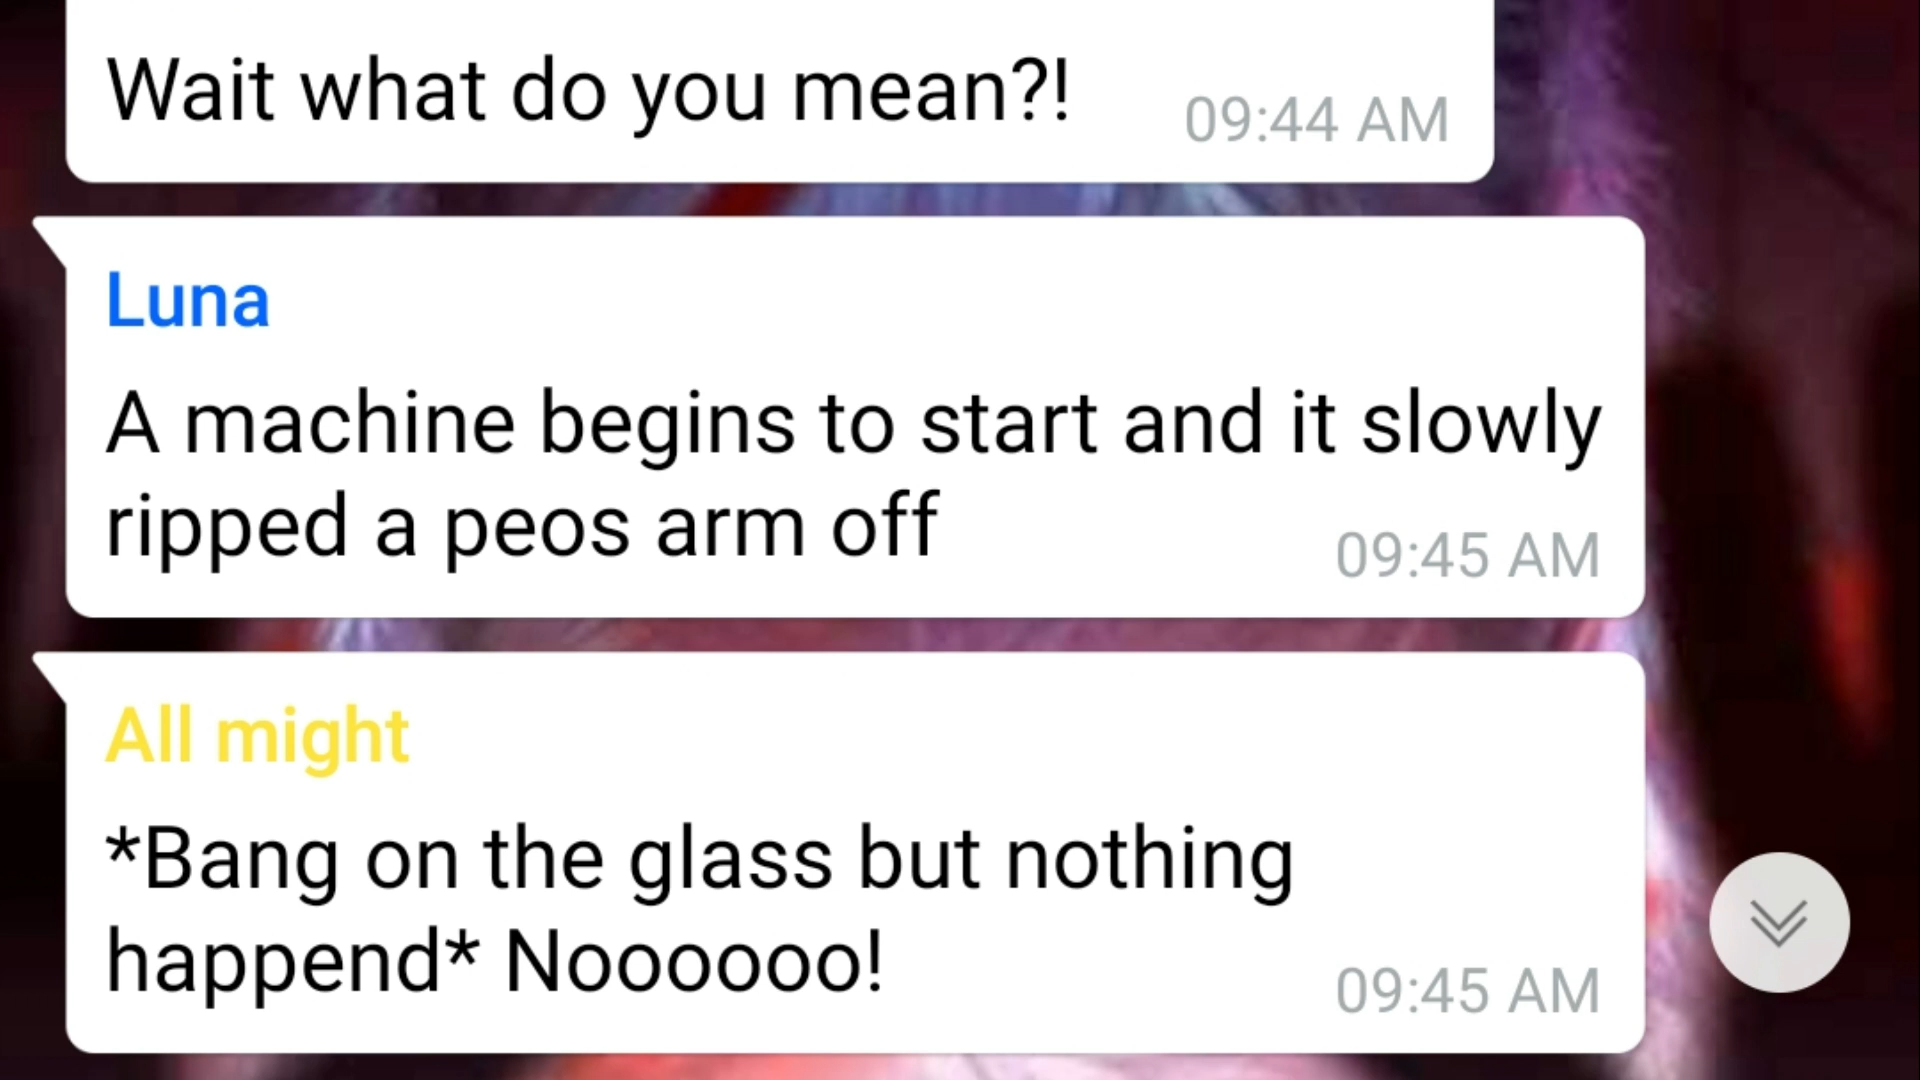 Wait what do you mean?!
09:44 AM
Luna
A machine begins to start and it slowly
ripped a peos arm off
09:45 AM
All might
*Bang on the glass but nothing
happend* Noooooo!
09:45 AM